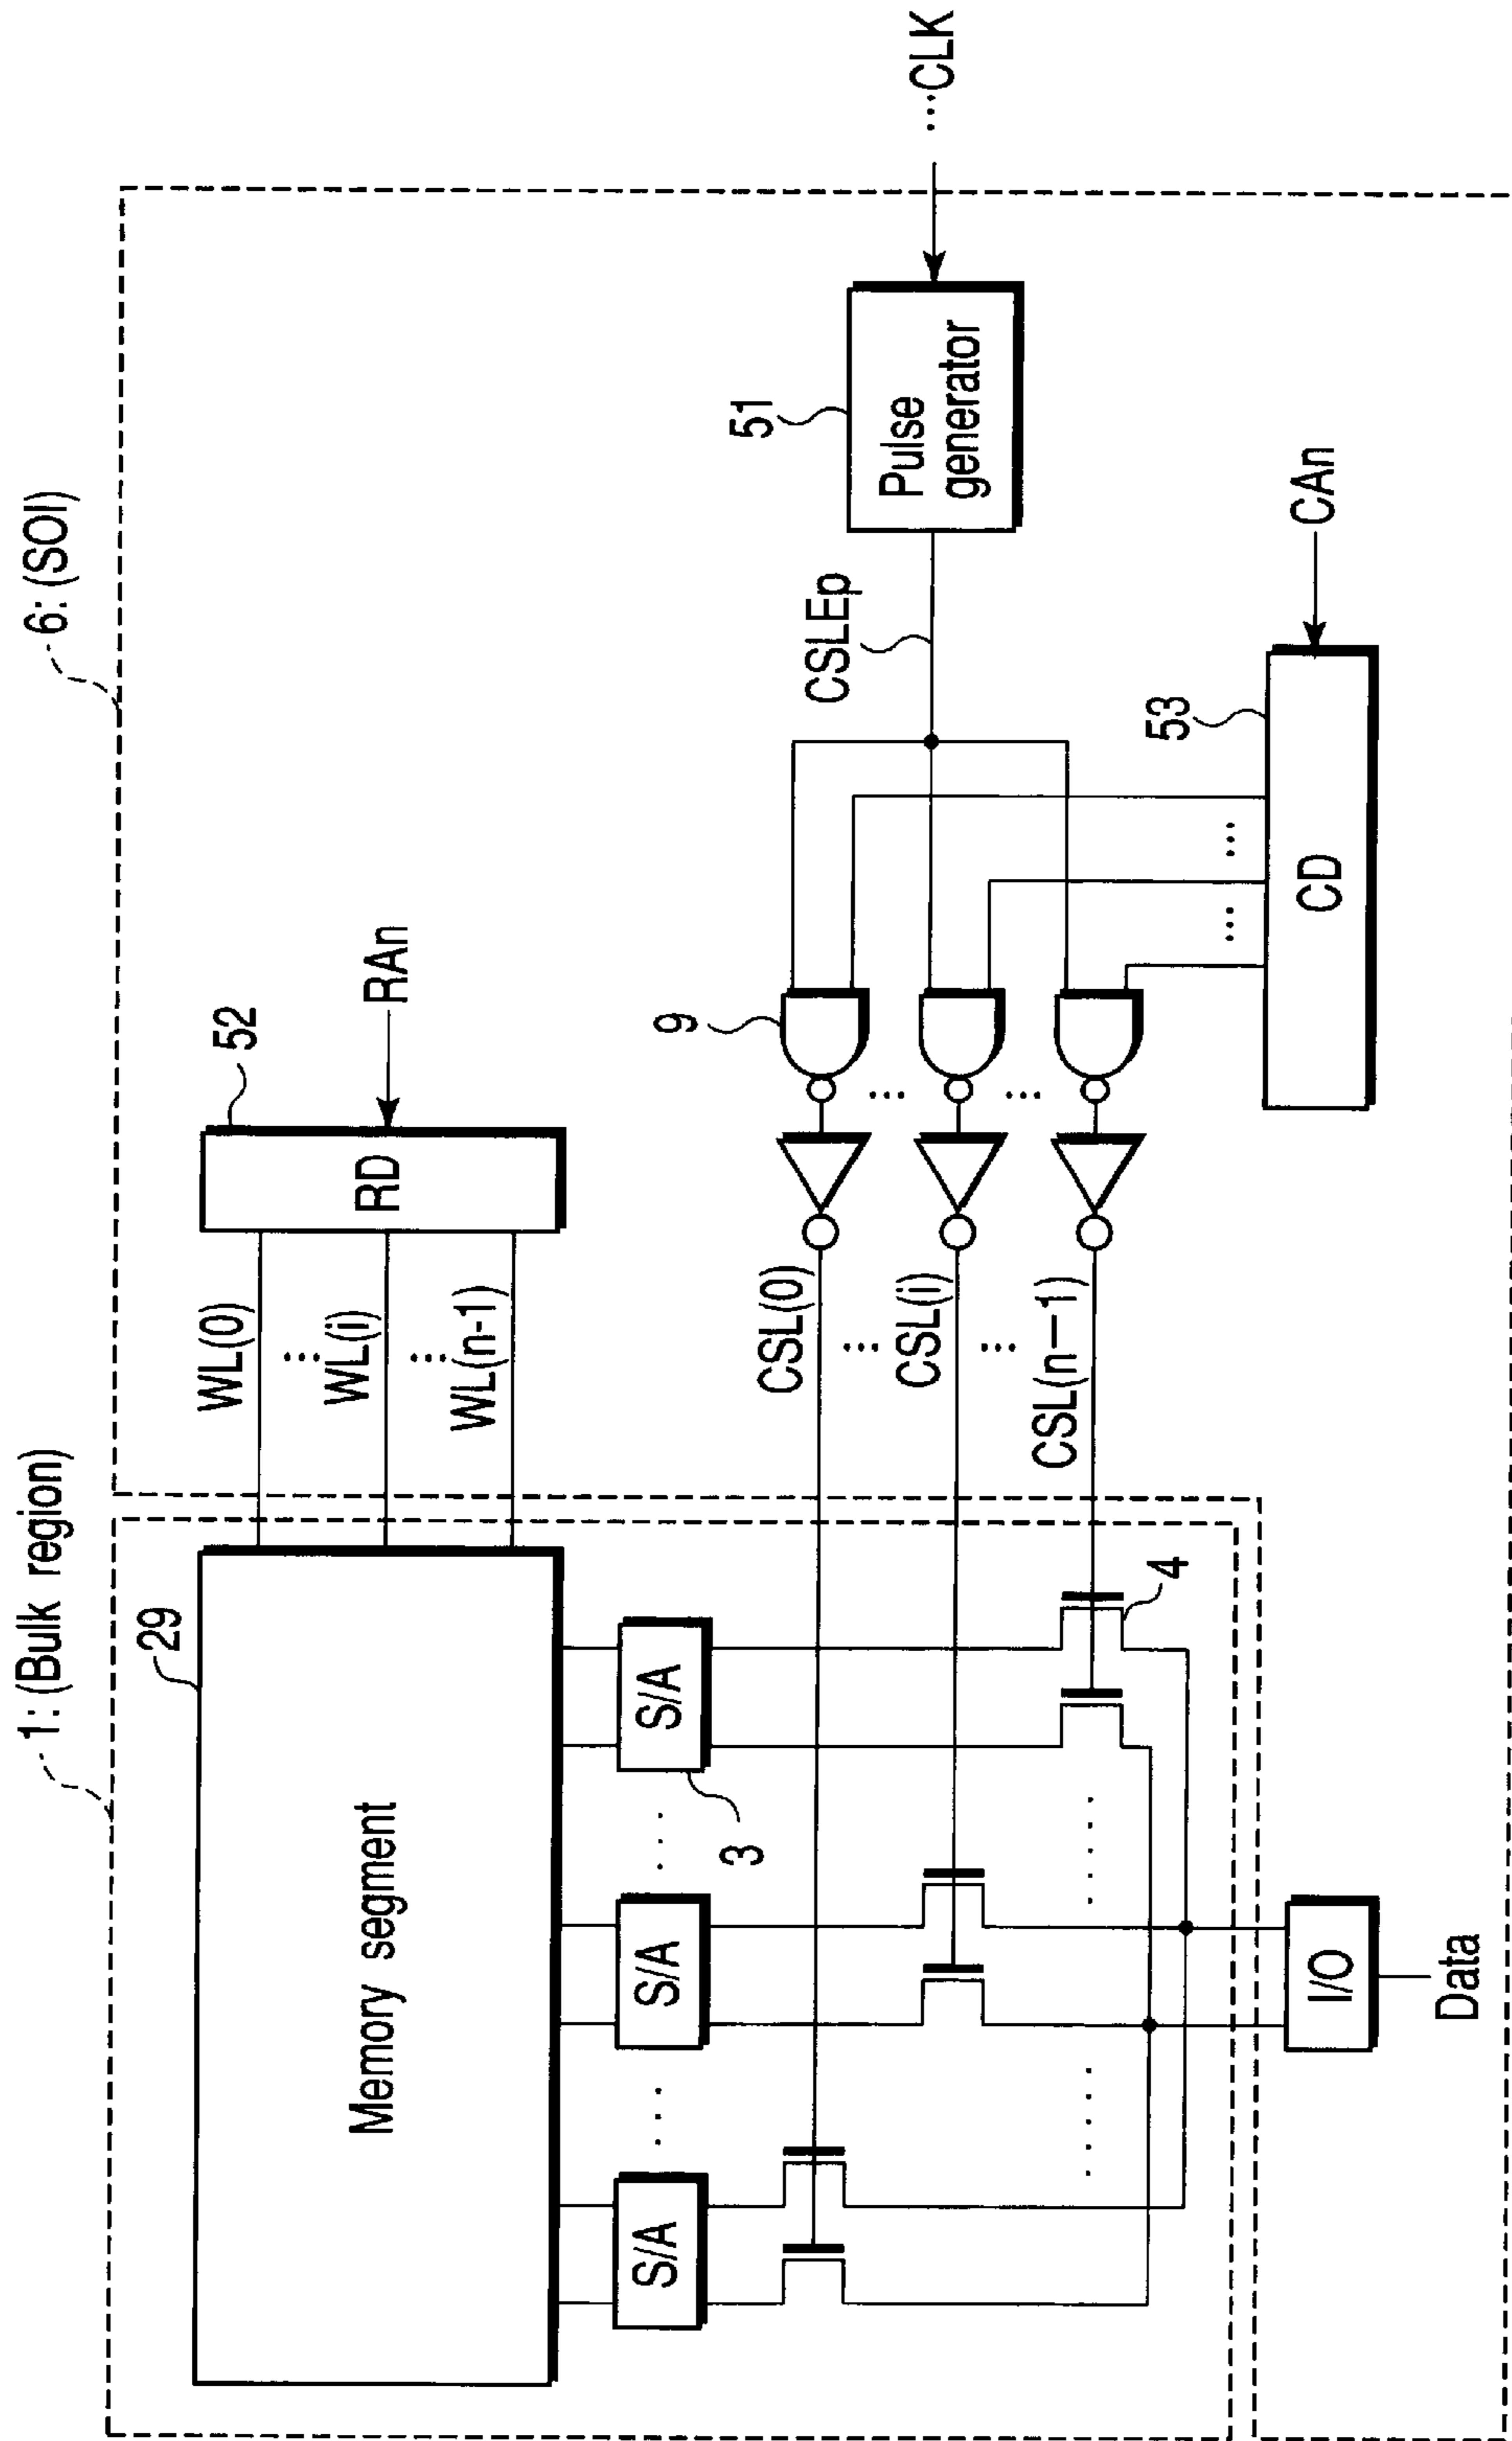 1: (Bulk region)
6: (SOI)
29
Memory segment
WL(0)
⋮
WL(i)
⋮
WL(n-1)
52
RD
RAn
S/A
...
S/A
...
S/A
3
4
CSL(0)
...
CSL(i)
...
CSL(n-1)
9
...
...
CSLEp
51
Pulse
generator
...CLK
53
CD
...
...
CAn
.....
.....
I/O
Data